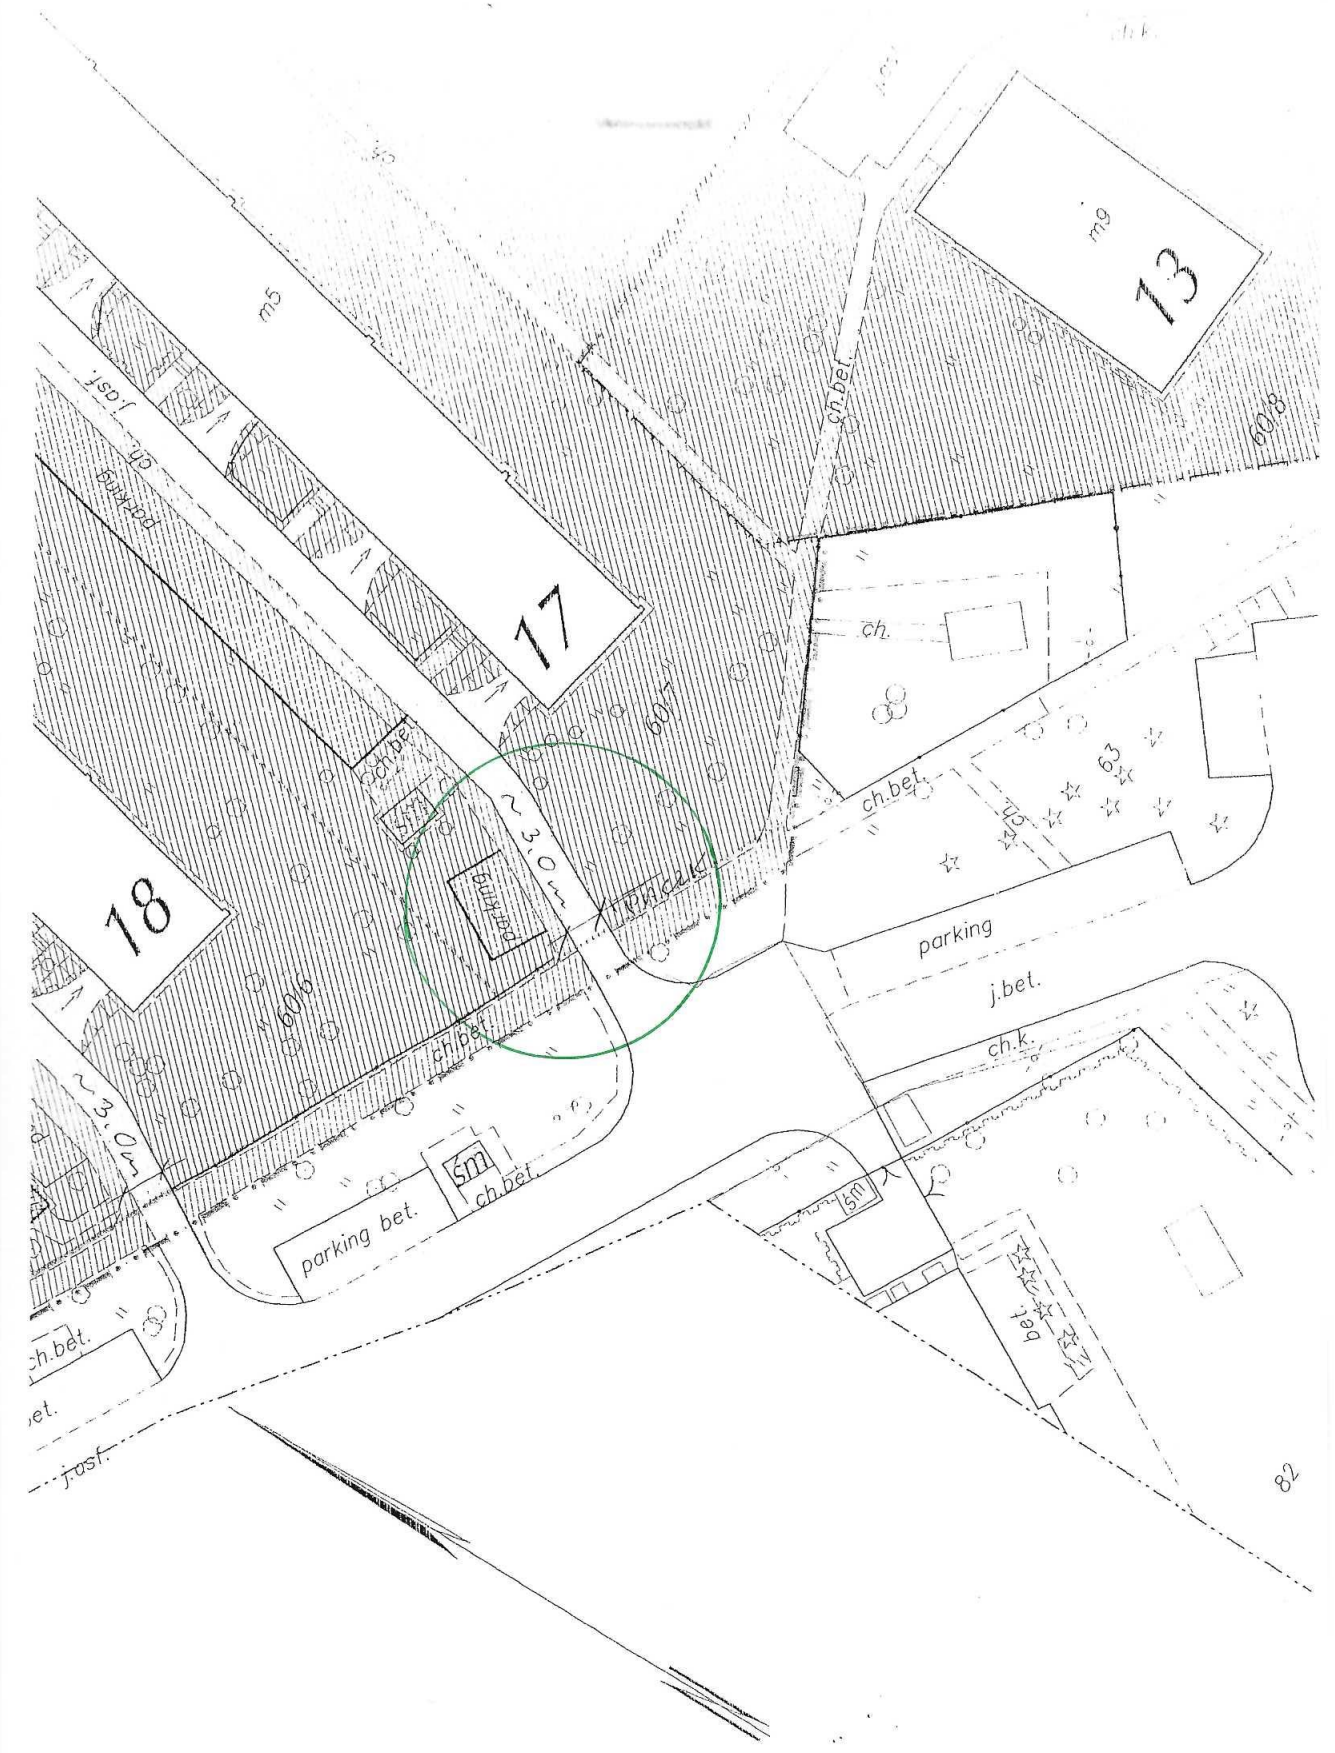 m9
13
m5
j.asf.
ch.
parking
ch.bet.
60/8
17
ch.
60/7
ch.bet.
śm
~3.0m
ch.bet.
63
ch.
18
parking
parking
j.bet.
60/6
ch.bet.
ch.k.
~3.0m
śm
ch.bet.
śm
parking bet.
ch.bet.
bet.
et.
j.asf.
82